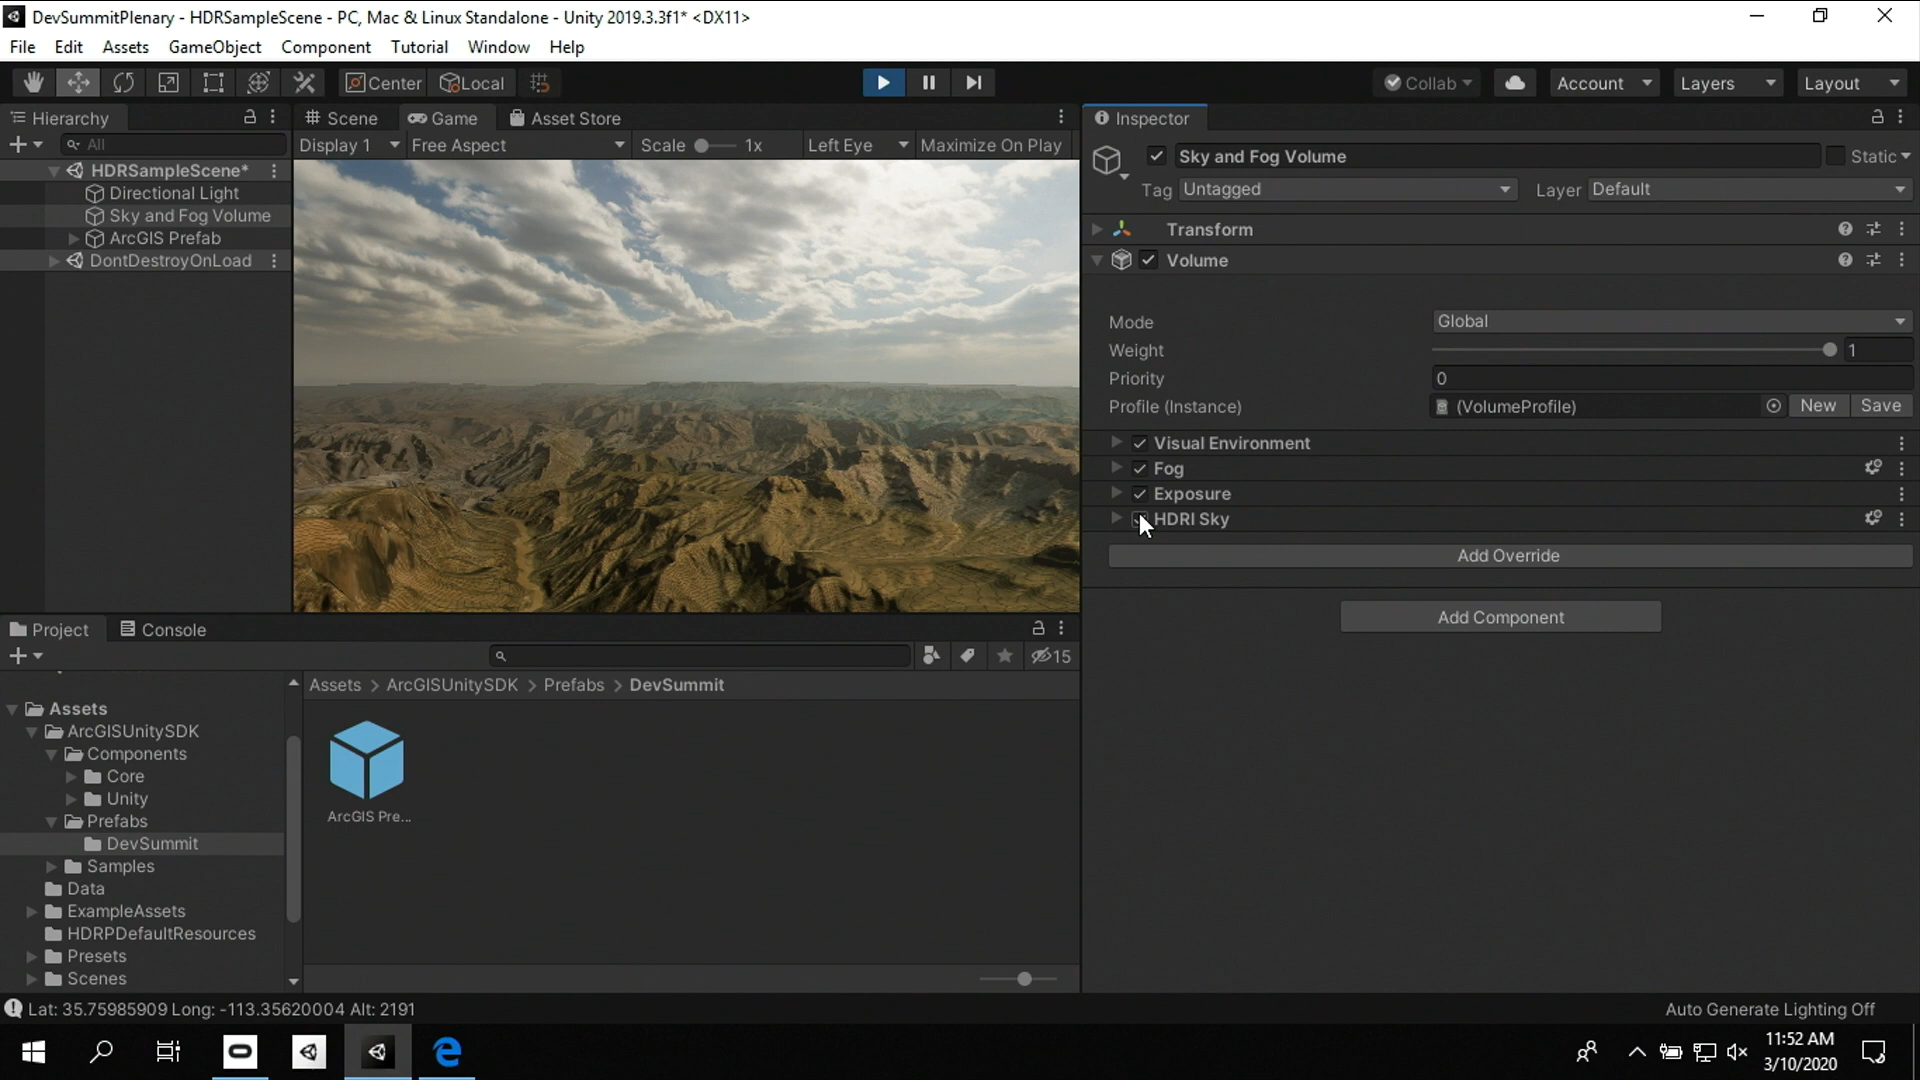 DevSummitPlenary - HDRSampleScene - PC, Mac & Linux Standalone - Unity 2019.3.3f1* <DX11>
File Edit Assets GameObject Component Tutorial Window Help
Center Local Collab Account Layers Layout
Hierarchy
All
HDRSampleScene*
Directional Light
Sky and Fog Volume
ArcGIS Prefab
DontDestroyOnLoad
Scene Game Asset Store
Display 1 Free Aspect Scale 1x Left Eye Maximize On Play
Inspector
Sky and Fog Volume Static
Tag Untagged Layer Default
Transform
Volume
Mode Global
Weight 1
Priority 0
Profile (Instance) (VolumeProfile) New Save
Visual Environment
Fog
Exposure
HDRI Sky
Add Override
Add Component
Project Console
15
Assets
ArcGISUnitySDK
Components
Core
Unity
Prefabs
DevSummit
Samples
Data
ExampleAssets
HDRPDefaultResources
Presets
Scenes
Assets > ArcGISUnitySDK > Prefabs > DevSummit
ArcGIS Pre...
Lat: 35.75985909 Long: -113.35620004 Alt: 2191
Auto Generate Lighting Off
11:52 AM
3/10/2020